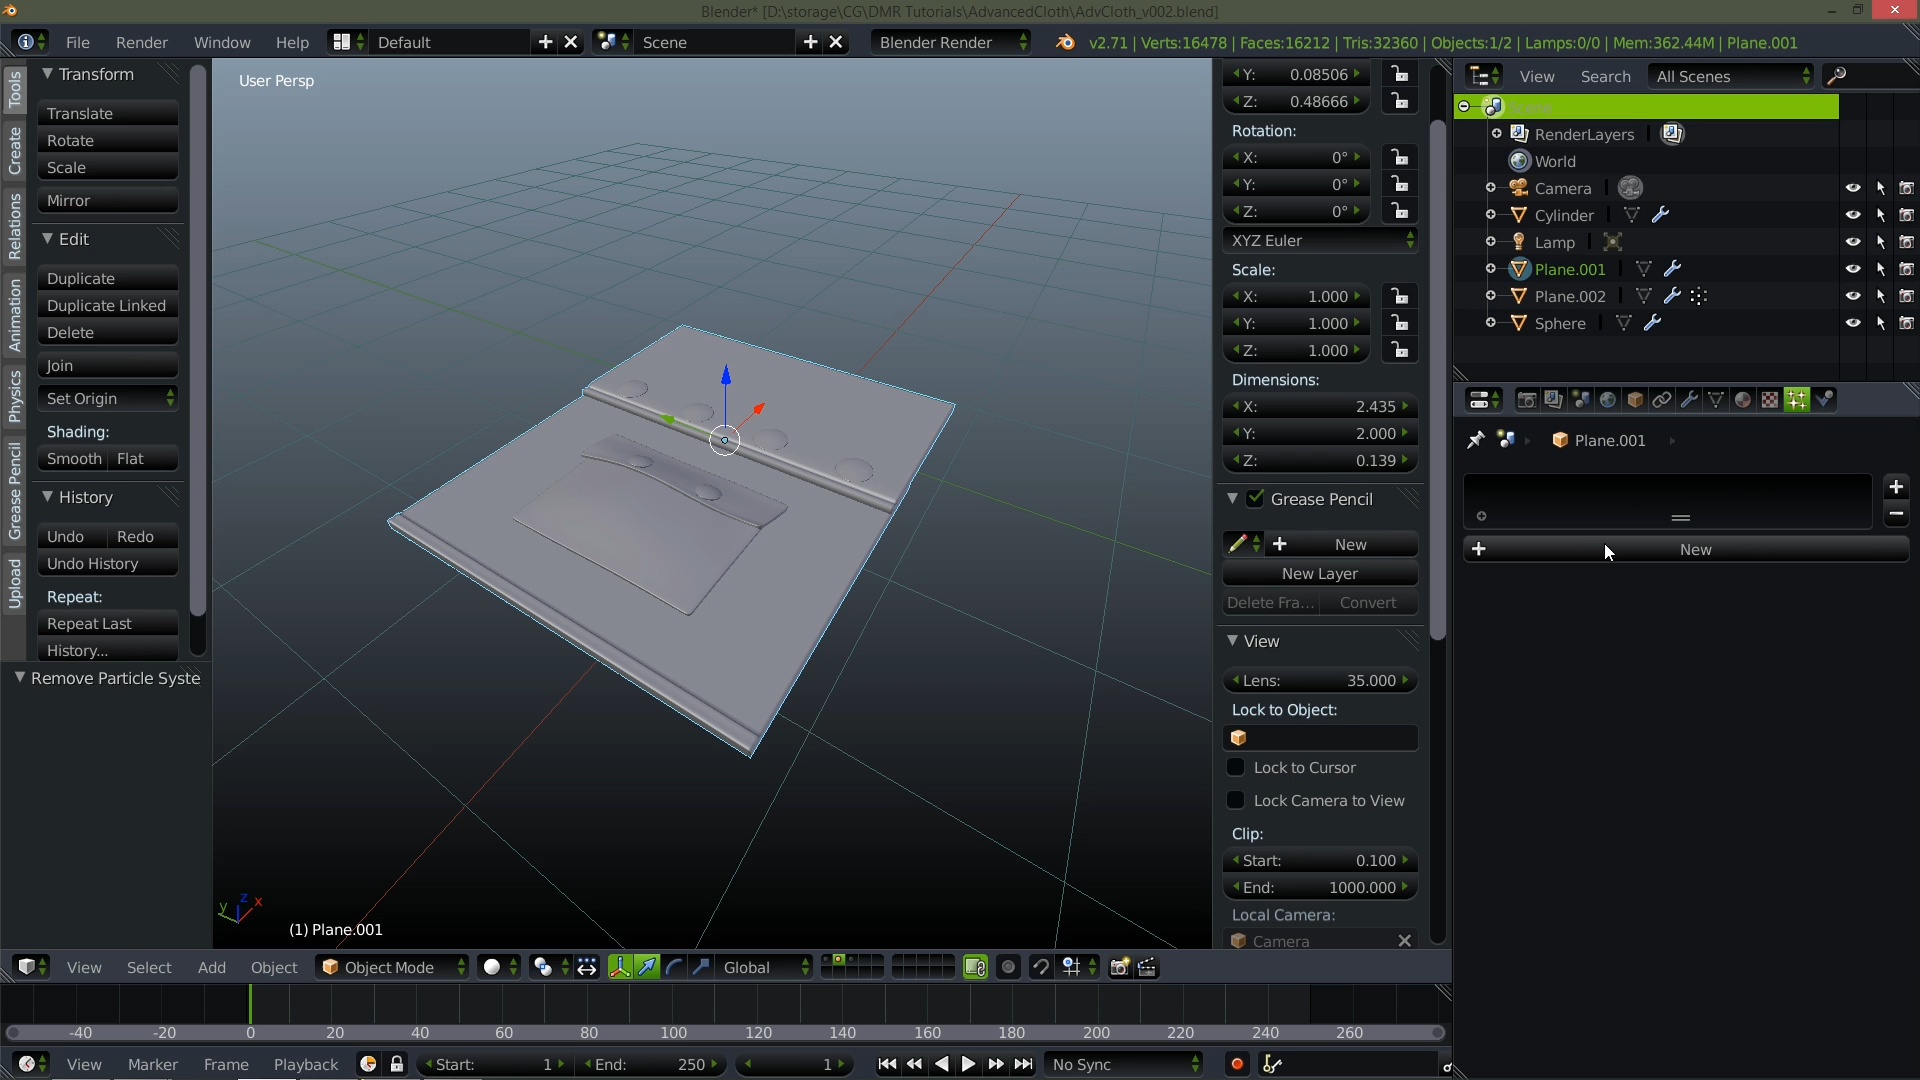 Blender* [D:\storage\CG\DMR Tutorials\AdvancedCloth\AdvCloth_v002.blend]
File Render Window Help Default Scene Blender Render v2.71 | Verts:16478 | Faces:16212 | Tris:32360 | Objects:1/2 | Lamps:0/0 | Mem:362.44M | Plane.001
Tools
Create
Relations
Animation
Physics
Grease Pencil
Upload
Transform
Translate
Rotate
Scale
Mirror
Edit
Duplicate
Duplicate Linked
Delete
Join
Set Origin
Shading:
Smooth Flat
History
Undo Redo
Undo History
Repeat:
Repeat Last
History...
Remove Particle Syste
User Persp
z
y x
(1) Plane.001
Y: 0.08506
Z: 0.48666
Rotation:
X: 0°
Y: 0°
Z: 0°
XYZ Euler
Scale:
X: 1.000
Y: 1.000
Z: 1.000
Dimensions:
X: 2.435
Y: 2.000
Z: 0.139
Grease Pencil
New
New Layer
Delete Fra... Convert
View
Lens: 35.000
Lock to Object:
Lock to Cursor
Lock Camera to View
Clip:
Start: 0.100
End: 1000.000
Local Camera:
Camera
View Search All Scenes
RenderLayers
World
Camera
Cylinder
Lamp
Plane.001
Plane.002
Sphere
Plane.001
New
View Select Add Object Object Mode Global
-40 -20 0 20 40 60 80 100 120 140 160 180 200 220 240 260
View Marker Frame Playback Start: 1 End: 250 1 No Sync